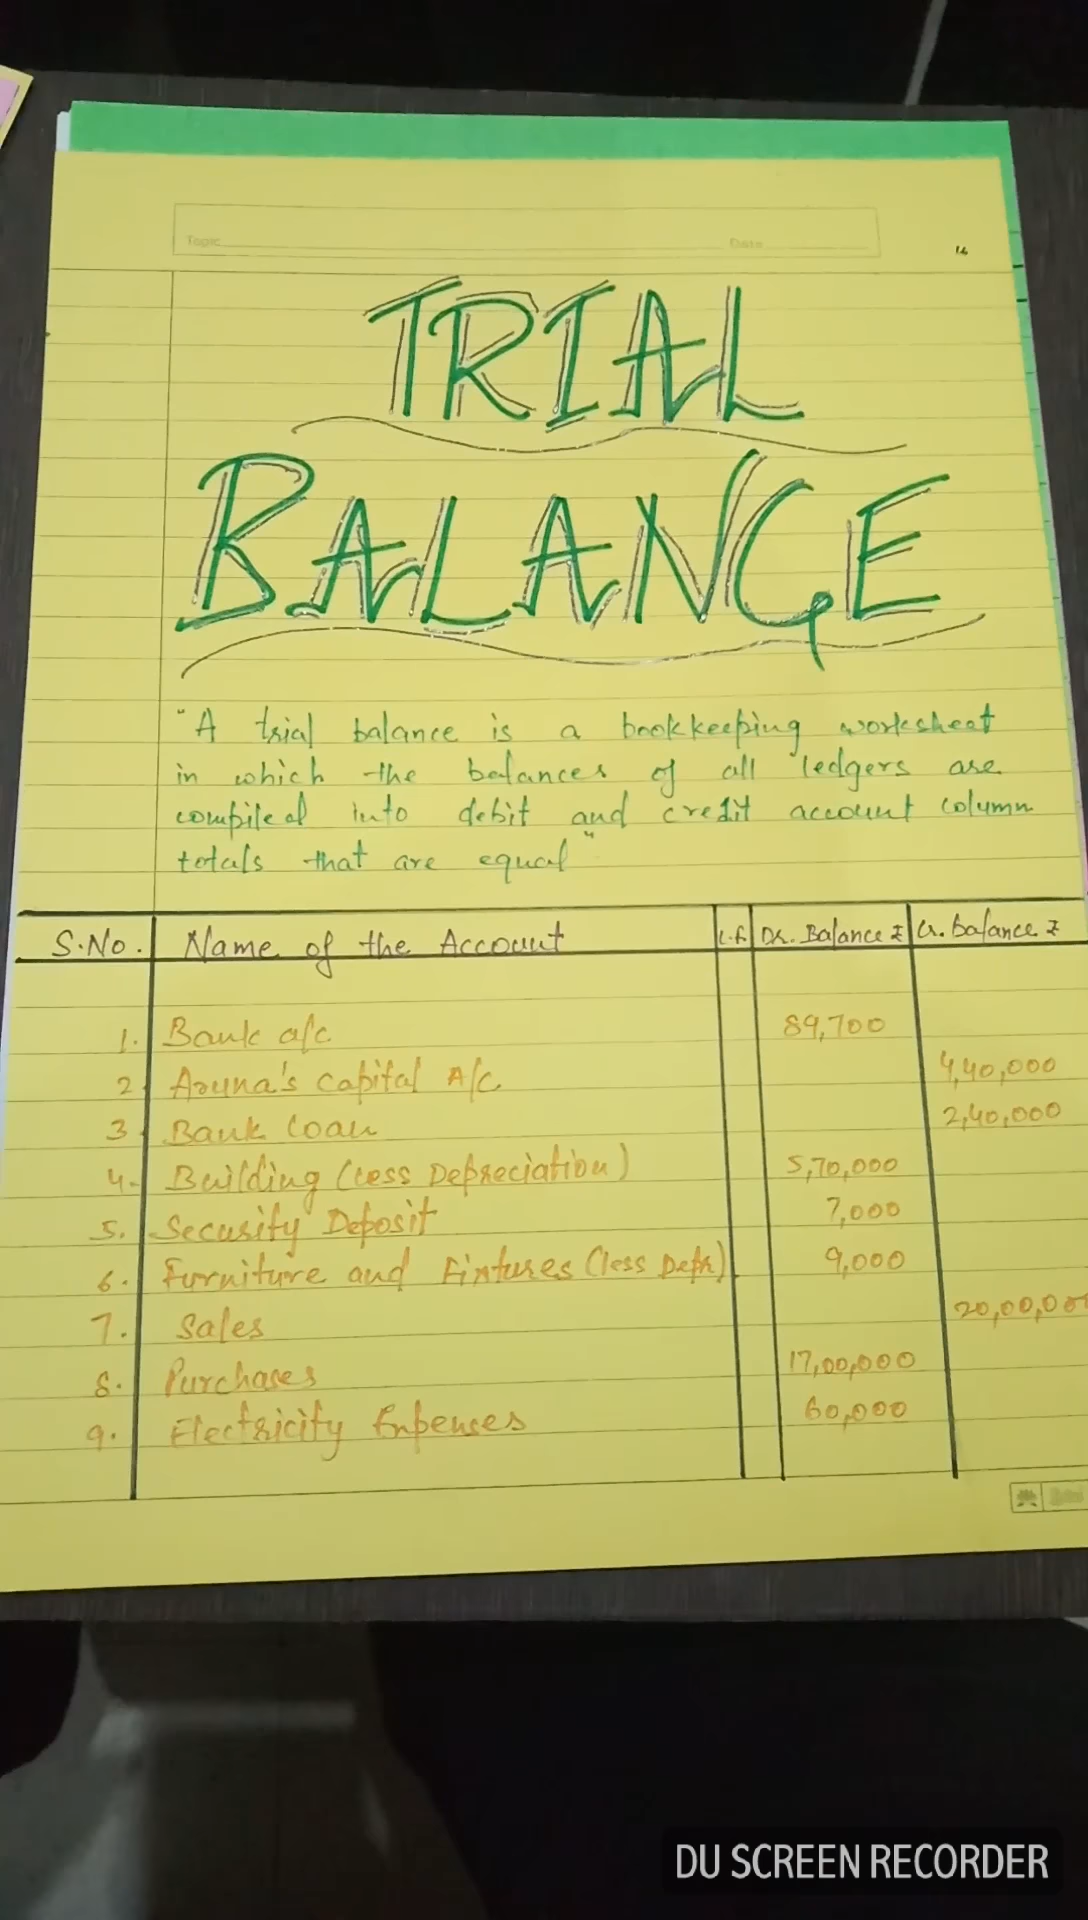 Topic
Date
16
TRIAL
BALANCE
"A trial balance is a bookkeeping worksheet
in which the balances of all ledgers are
compiled into debit and credit account column
totals that are equal"
S.No. Name of the Account L.f. Dr. Balance ₹ Cr. balance ₹
1. Bank a/c 89,700
2 Aruna's capital A/c 4,40,000
3 Bank loan 2,40,000
4. Building (less Depreciation) 5,70,000
5. Security Deposit 7,000
6. Furniture and Fixtures (less Depr) 9,000
7. Sales 20,00,00
8. Purchases 17,00,000
9. Electricity Expenses 60,000
DU SCREEN RECORDER